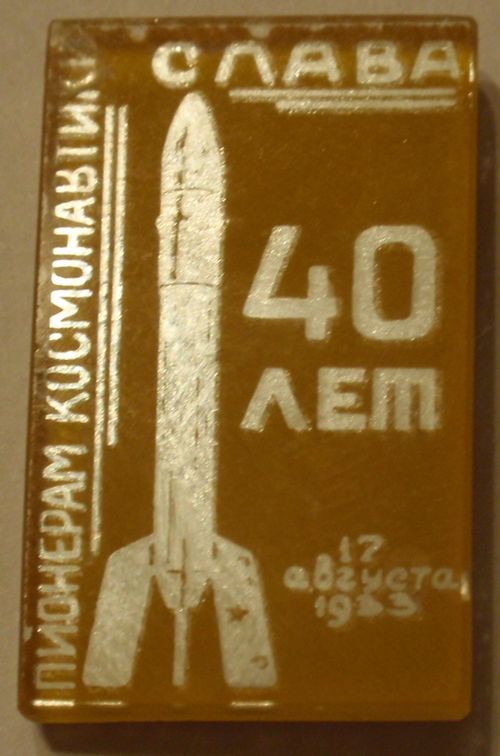 СЛАВА
ПИОНЕРАМ КОСМОНАВТИКИ
40
ЛЕТ
17
августа
1933